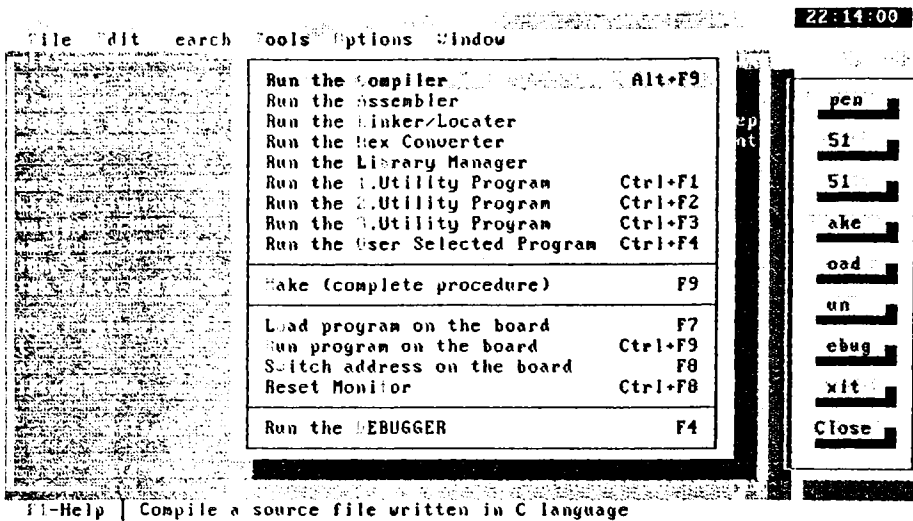 22:14:00
ile dit earch ools ptions indow
Run the ompiler Alt+F9
Run the ssembler
Run the inker/Locater
Run the ex Converter
Run the Library Manager
Run the .Utility Program Ctrl+F1
Run the .Utility Program Ctrl+F2
Run the .Utility Program Ctrl+F3
Run the ser Selected Program Ctrl+F4
ake (complete procedure) F9
L ad program on the board F7
un program on the board Ctrl+F9
S itch address on the board F8
Reset Monitor Ctrl+F8
Run the EBUGGER F4
ep
nt
pen
51
51
ake
oad
un
ebug
xit
Close
F1-Help | Compile a source file written in C language